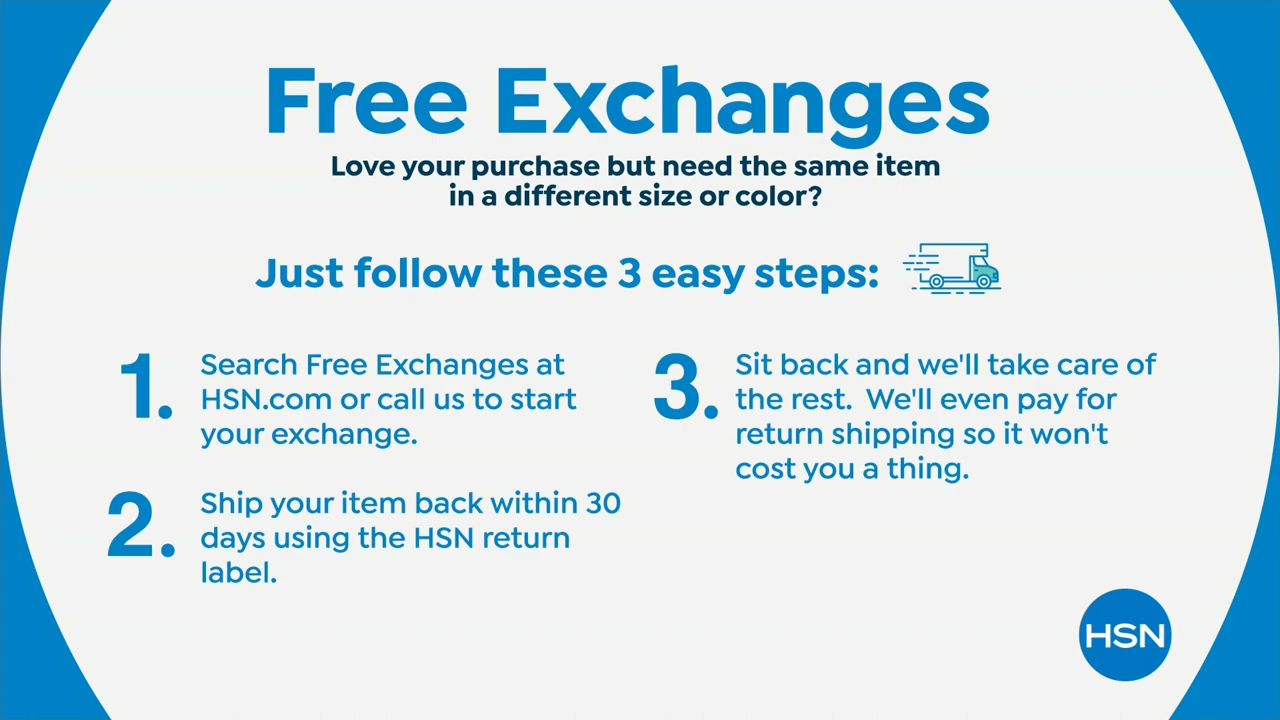 Free Exchanges
Love your purchase but need the same item
in a different size or color?
Just follow these 3 easy steps:
1. Search Free Exchanges at
HSN.com or call us to start
your exchange.
2. Ship your item back within 30
days using the HSN return
label.
3. Sit back and we'll take care of
the rest.  We'll even pay for
return shipping so it won't
cost you a thing.
HSN